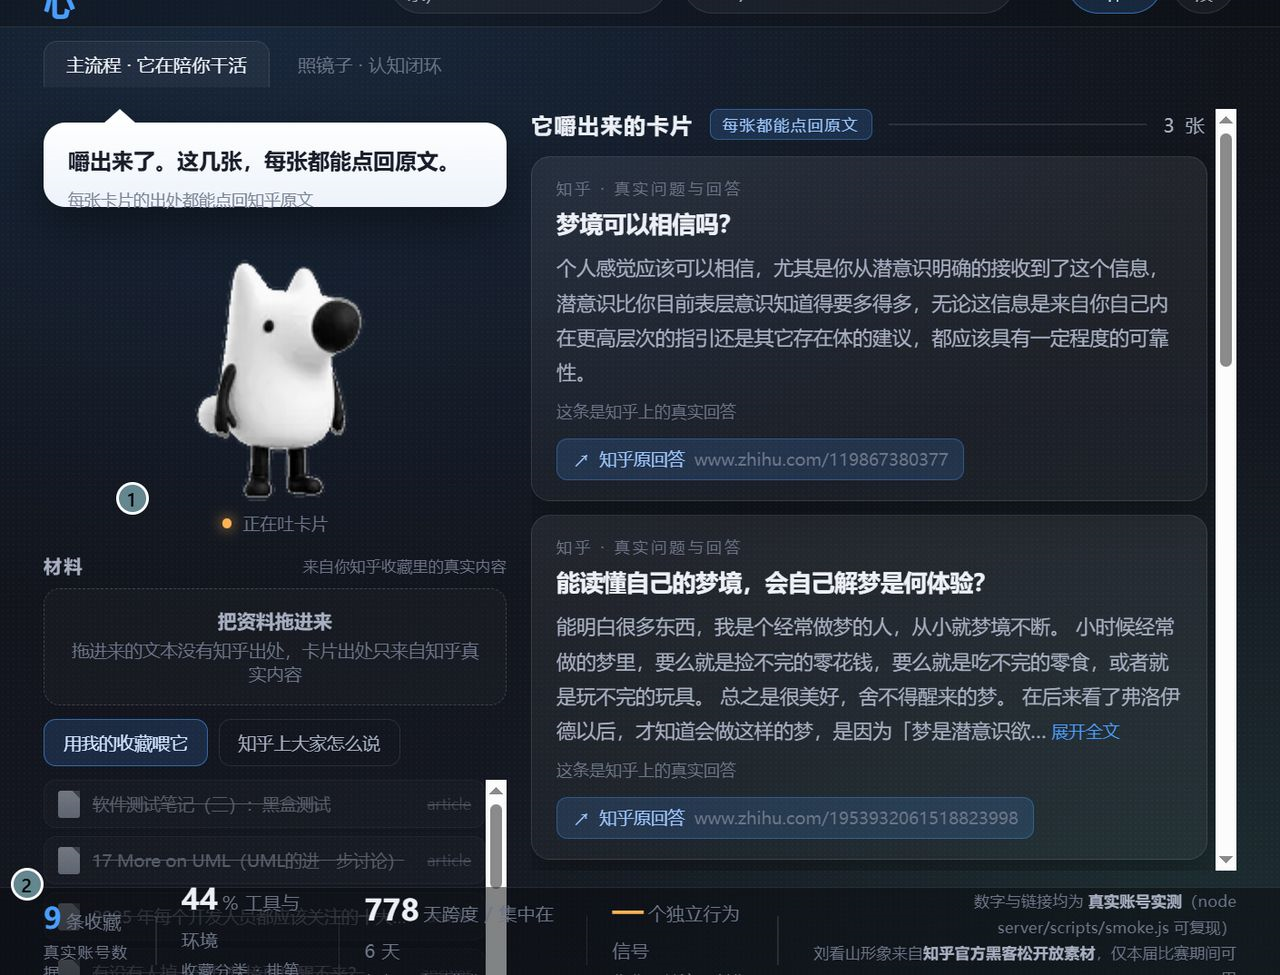 心
主流程 · 它在陪你干活
照镜子 · 认知闭环
嚼出来了。这几张，每张都能点回原文。
每张卡片的出处都能点回知乎原文
1
正在吐卡片
材料
来自你知乎收藏里的真实内容
把资料拖进来
拖进来的文本没有知乎出处，卡片出处只来自知乎真
实内容
用我的收藏喂它
知乎上大家怎么说
软件测试笔记（三）：黑盒测试
article
17 More on UML（UML的进一步讨论）
article
它嚼出来的卡片
每张都能点回原文
3 张
知乎 · 真实问题与回答
梦境可以相信吗？
个人感觉应该可以相信，尤其是你从潜意识明确的接收到了这个信息，
潜意识比你目前表层意识知道得要多得多，无论这信息是来自你自己内
在更高层次的指引还是其它存在体的建议，都应该具有一定程度的可靠
性。
这条是知乎上的真实回答
↗ 知乎原回答 www.zhihu.com/119867380377
知乎 · 真实问题与回答
能读懂自己的梦境，会自己解梦是何体验？
能明白很多东西，我是个经常做梦的人，从小就梦境不断。 小时候经常
做的梦里，要么就是捡不完的零花钱，要么就是吃不完的零食，或者就
是玩不完的玩具。 总之是很美好，舍不得醒来的梦。 在后来看了弗洛伊
德以后，才知道会做这样的梦，是因为「梦是潜意识欲... 展开全文
这条是知乎上的真实回答
↗ 知乎原回答 www.zhihu.com/1953932061518823998
2
9 条收藏
真实账号数
44 % 工具与
环境
收藏分类
778 天跨度 / 集中在
6 天
— 个独立行为
信号
数字与链接均为 真实账号实测（node
server/scripts/smoke.js 可复现）
刘看山形象来自知乎官方黑客松开放素材，仅本届比赛期间可